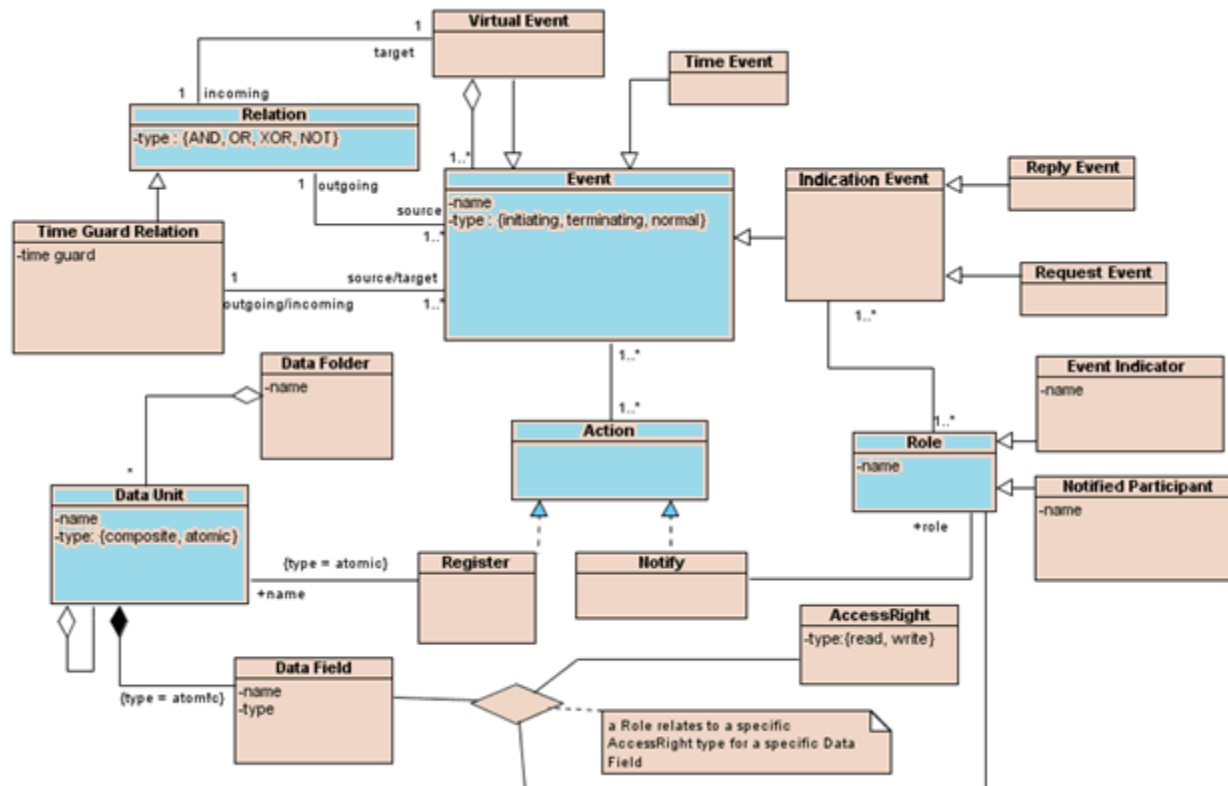 1
Virtual Event
target
1
Time Event
1
incoming
Relation
-type : {AND, OR, XOR, NOT}
1..*
1
outgoing
Event
Indication Event
Reply Event
source
-name
-type : {initiating, terminating, normal}
1..*
Time Guard Relation
-time guard
1
source/target
outgoing/incoming
1..*
Request Event
1..*
1..*
Data Folder
-name
Event Indicator
-name
1..*
1..*
Action
Role
-name
*
Data Unit
-name
-type: {composite, atomic}
Notified Participant
-name
+role
{type = atomic}
+name
Register
Notify
AccessRight
-type:{read, write}
Data Field
-name
-type
{type = atomic}
a Role relates to a specific
AccessRight type for a specific Data
Field